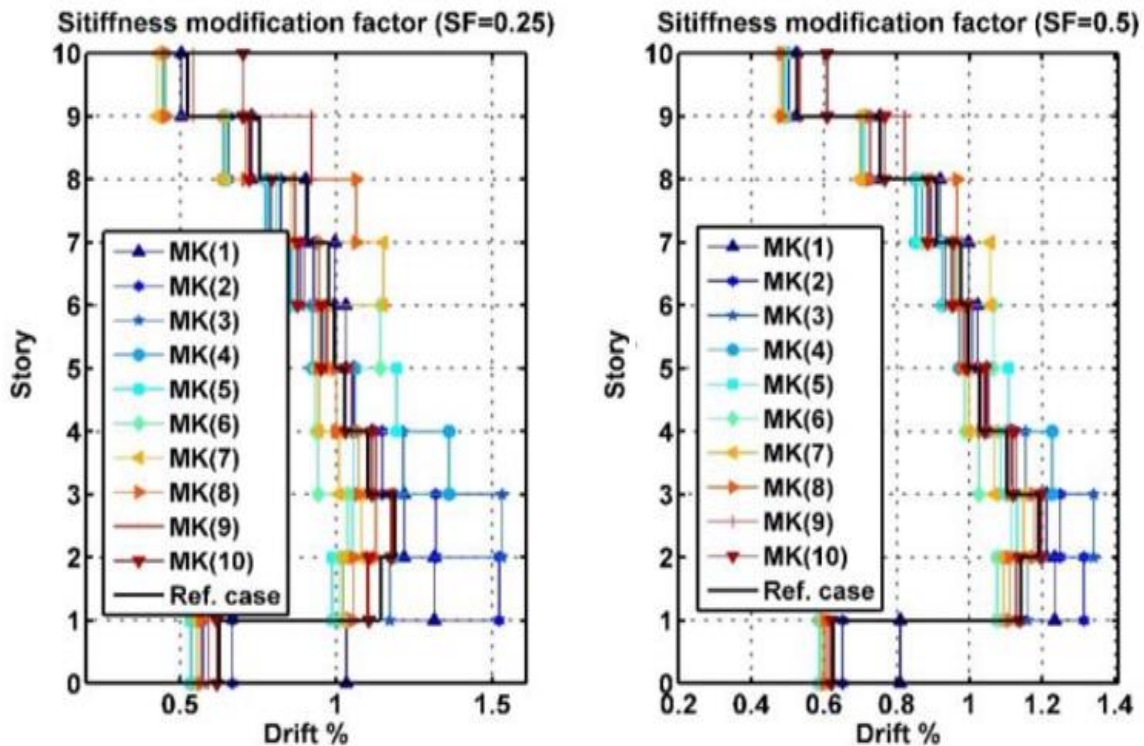 Sitiffness modification factor (SF=0.25)
10
9
8
7
6
5
4
3
2
1
0
Story
0.5
1
1.5
Drift %
MK(1)
MK(2)
MK(3)
MK(4)
MK(5)
MK(6)
MK(7)
MK(8)
MK(9)
MK(10)
Ref. case
Sitiffness modification factor (SF=0.5)
10
9
8
7
6
5
4
3
2
1
0
Story
0.2
0.4
0.6
0.8
1
1.2
1.4
Drift %
MK(1)
MK(2)
MK(3)
MK(4)
MK(5)
MK(6)
MK(7)
MK(8)
MK(9)
MK(10)
Ref. case